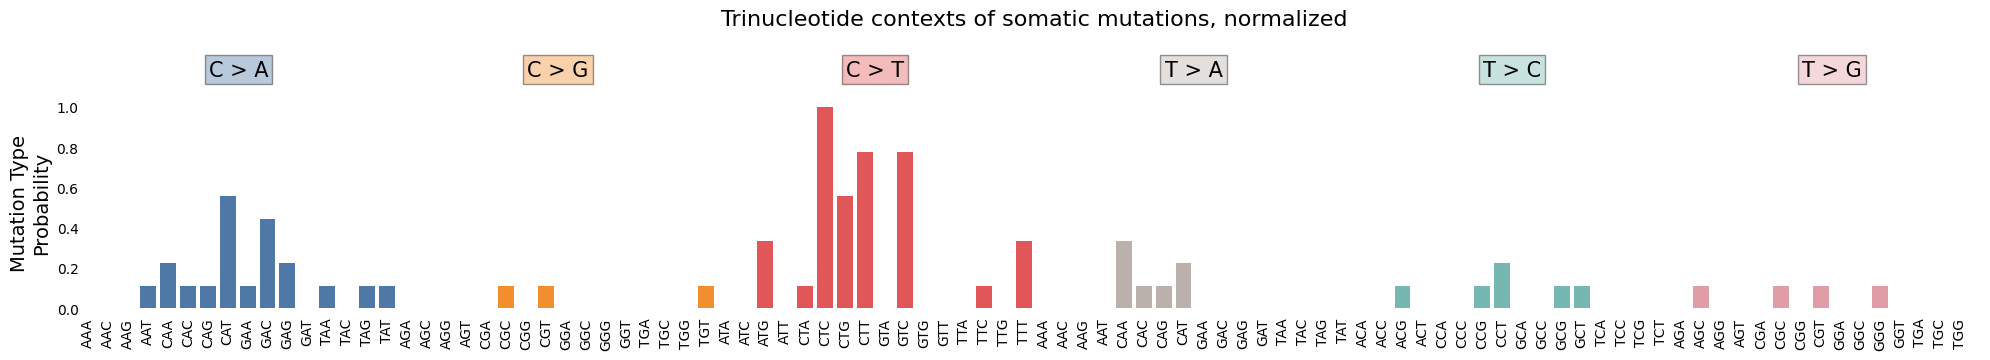 Trinucleotide contexts of somatic mutations, normalized
C > A
C > G
C > T
T > A
T > C
T > G
Mutation Type
Probability
1.0
0.8
0.6
0.4
0.2
0.0
AAA
AAC
AAG
AAT
CAA
CAC
CAG
CAT
GAA
GAC
GAG
GAT
TAA
TAC
TAG
TAT
AGA
AGC
AGG
AGT
CGA
CGC
CGG
CGT
GGA
GGC
GGG
GGT
TGA
TGC
TGG
TGT
ATA
ATC
ATG
ATT
CTA
CTC
CTG
CTT
GTA
GTC
GTG
GTT
TTA
TTC
TTG
TTT
AAA
AAC
AAG
AAT
CAA
CAC
CAG
CAT
GAA
GAC
GAG
GAT
TAA
TAC
TAG
TAT
ACA
ACC
ACG
ACT
CCA
CCC
CCG
CCT
GCA
GCC
GCG
GCT
TCA
TCC
TCG
TCT
AGA
AGC
AGG
AGT
CGA
CGC
CGG
CGT
GGA
GGC
GGG
GGT
TGA
TGC
TGG